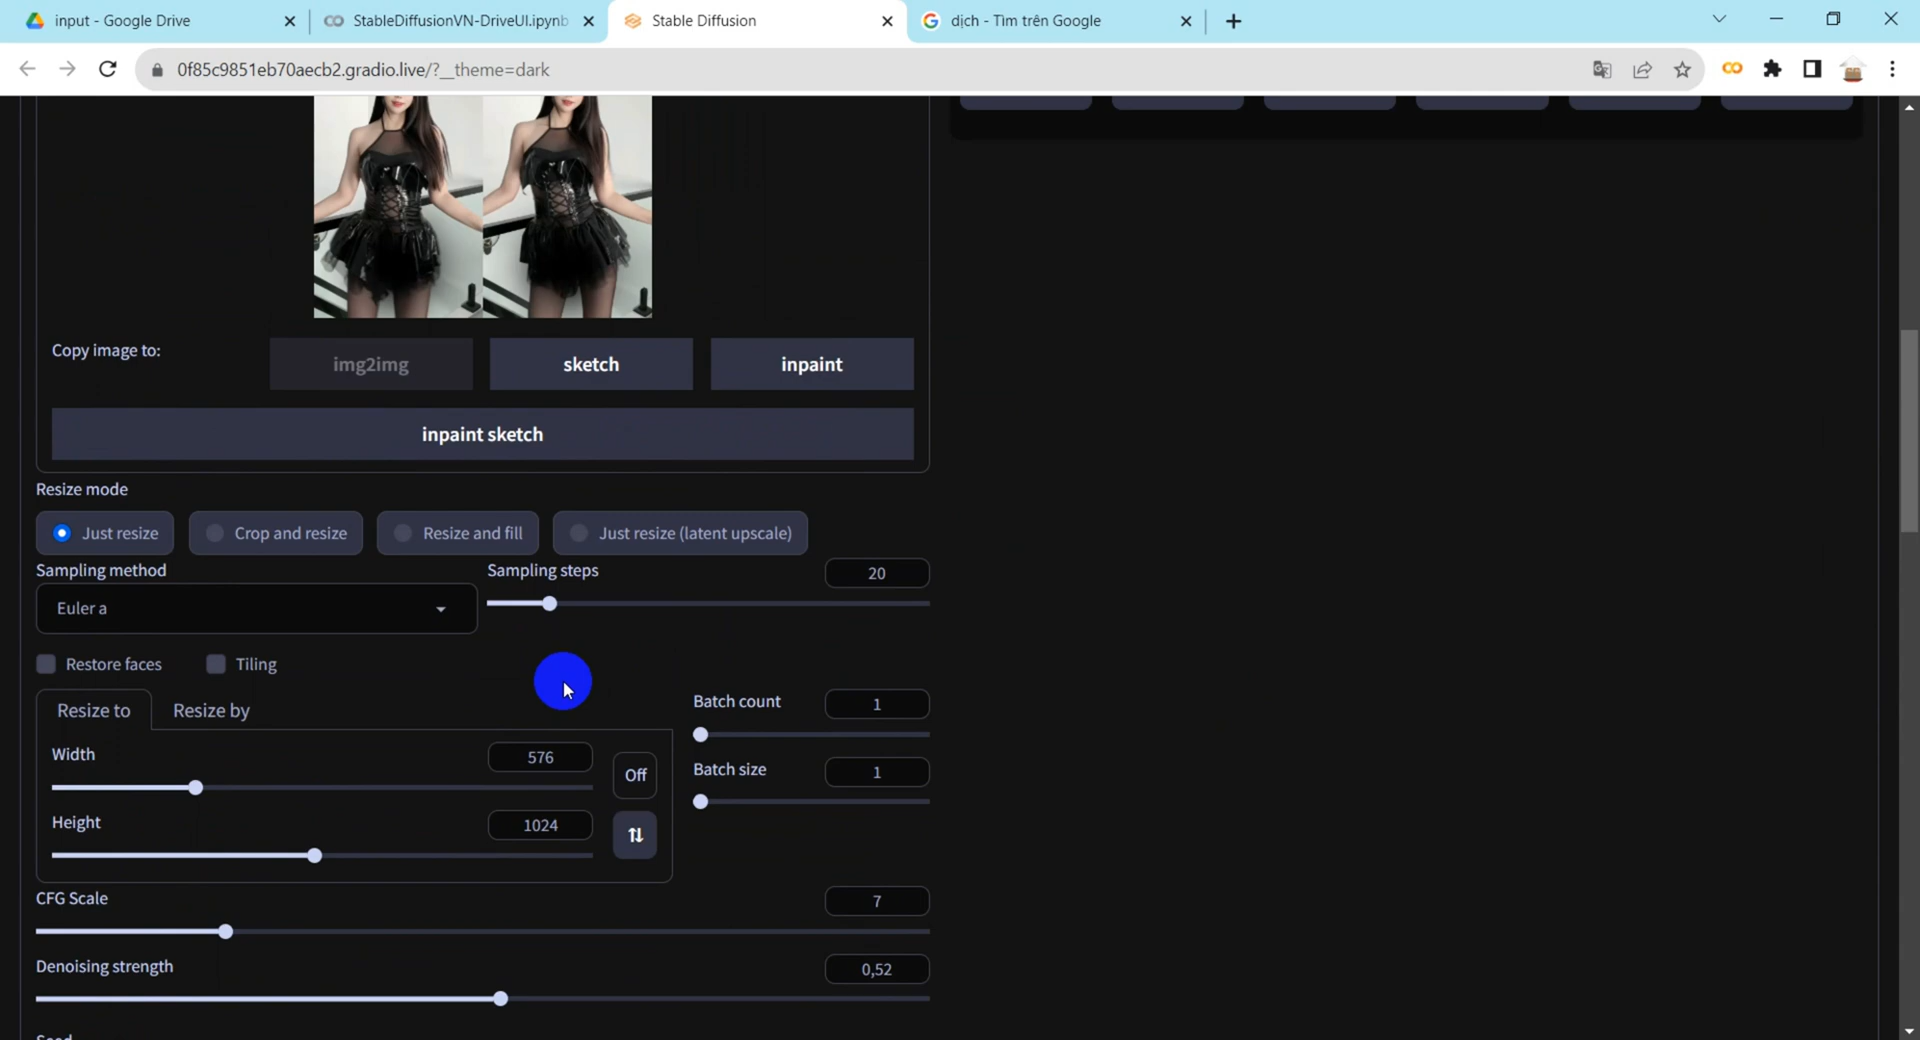 input - Google Drive
StableDiffusionVN-DriveUI.ipynb
Stable Diffusion
dịch - Tìm trên Google
0f85c9851eb70aecb2.gradio.live/?__theme=dark
Copy image to:
img2img
sketch
inpaint
inpaint sketch
Resize mode
Just resize
Crop and resize
Resize and fill
Just resize (latent upscale)
Sampling method
Sampling steps
20
Euler a
Restore faces
Tiling
Resize to
Resize by
Batch count
1
Width
576
Off
Batch size
1
Height
1024
CFG Scale
7
Denoising strength
0,52